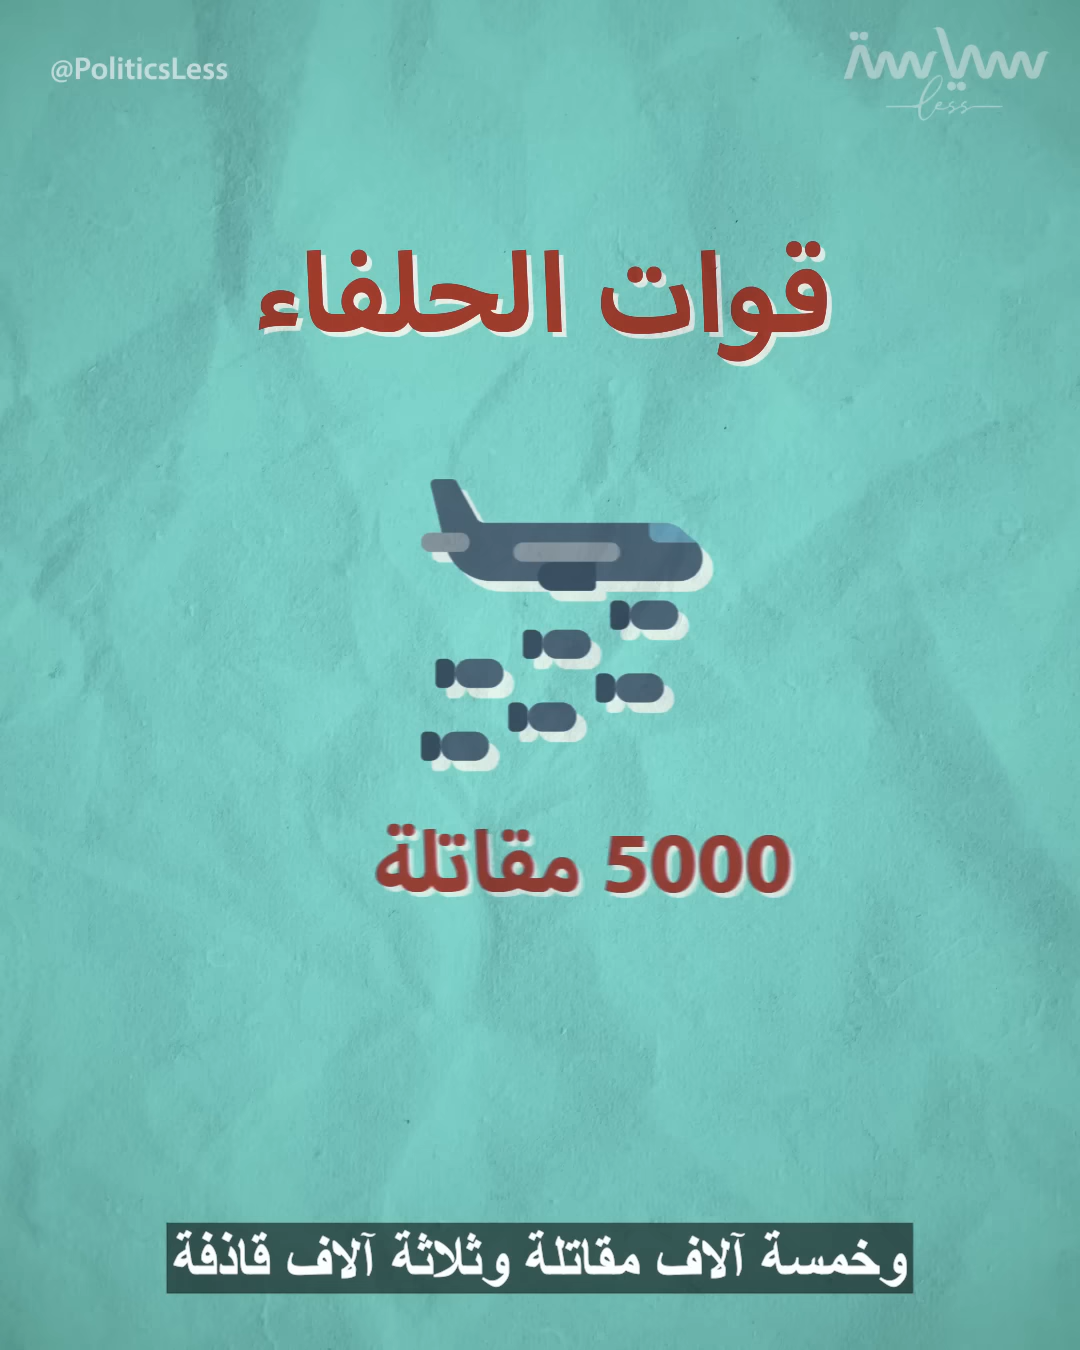 @PoliticsLess
سياسة
less
قوات الحلفاء
5000 مقاتلة
وخمسة آلاف مقاتلة وثلاثة آلاف قاذفة